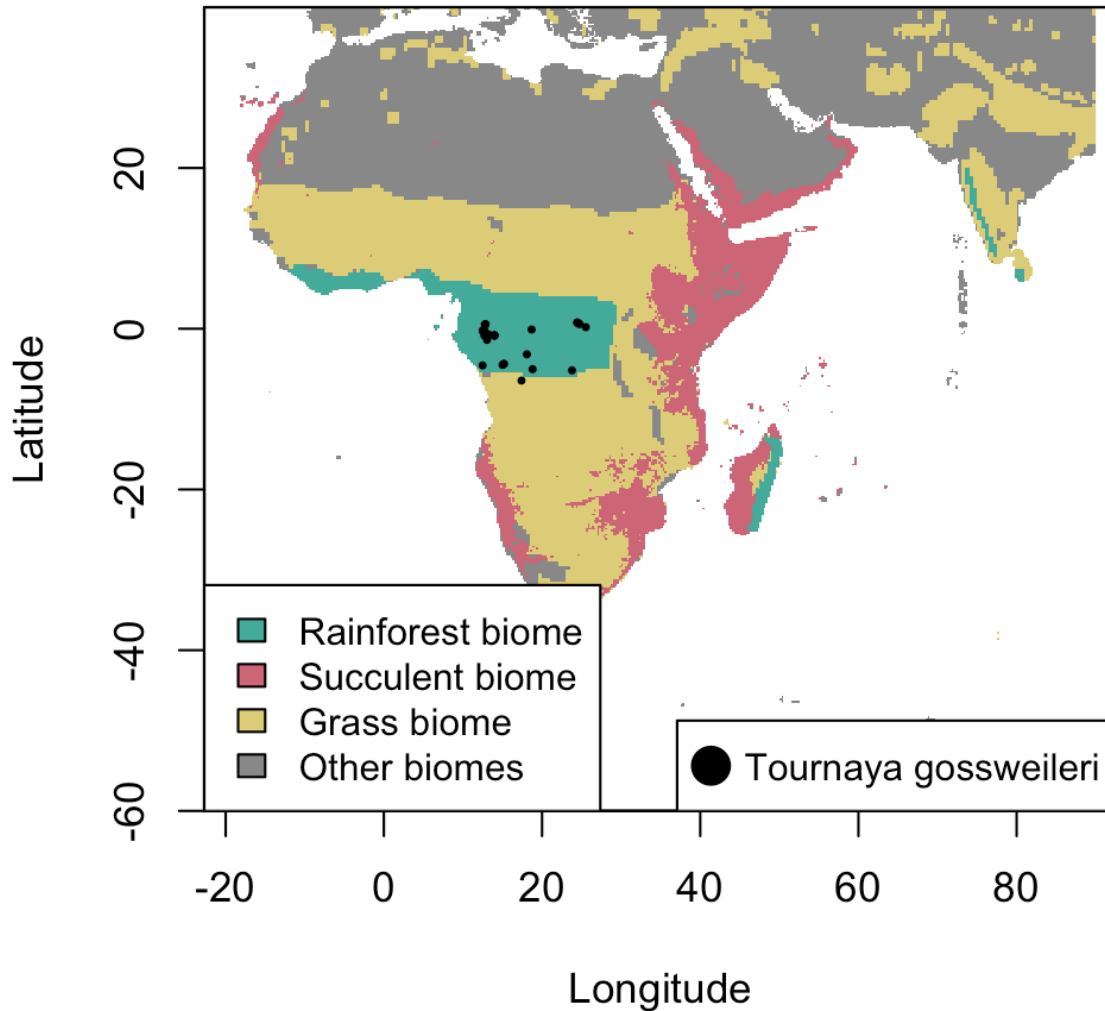 20
0
-20
-40
-60
Latitude
Rainforest biome
Succulent biome
Grass biome
Other biomes
Tournaya gossweileri
-20 0 20 40 60 80
Longitude